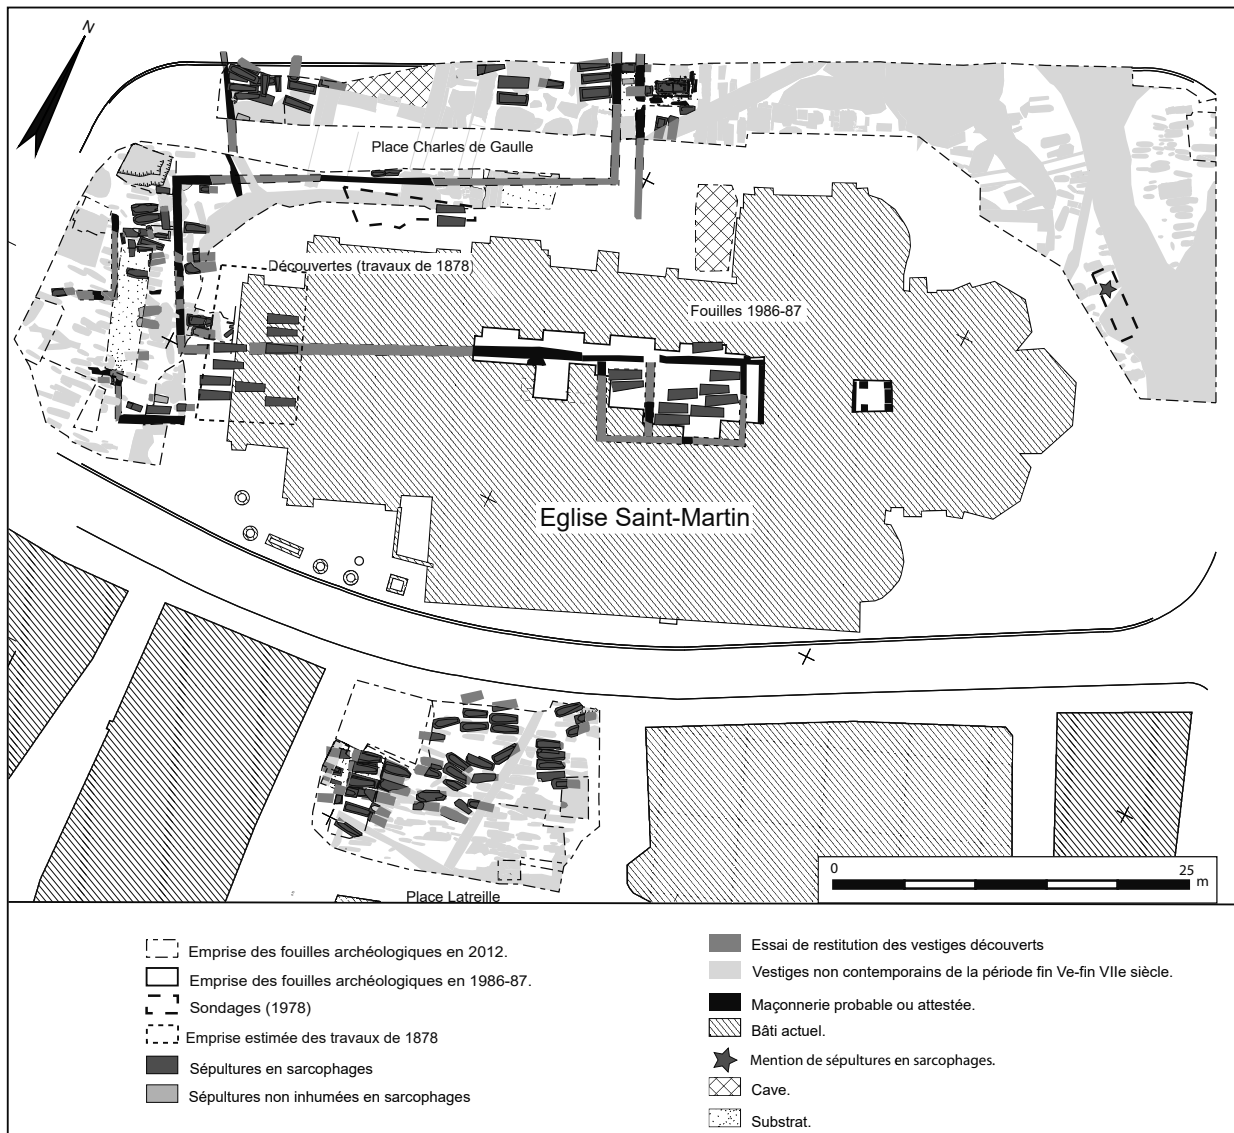 N
Place Charles de Gaulle
Découvertes (travaux de 1878)
Fouilles 1986-87
Eglise Saint-Martin
Place Latreille
0 25
m
Emprise des fouilles archéologiques en 2012.
Emprise des fouilles archéologiques en 1986-87.
Sondages (1978)
Emprise estimée des travaux de 1878
Sépultures en sarcophages
Sépultures non inhumées en sarcophages
Essai de restitution des vestiges découverts
Vestiges non contemporains de la période fin Ve-fin VIIe siècle.
Maçonnerie probable ou attestée.
Bâti actuel.
Mention de sépultures en sarcophages.
Cave.
Substrat.